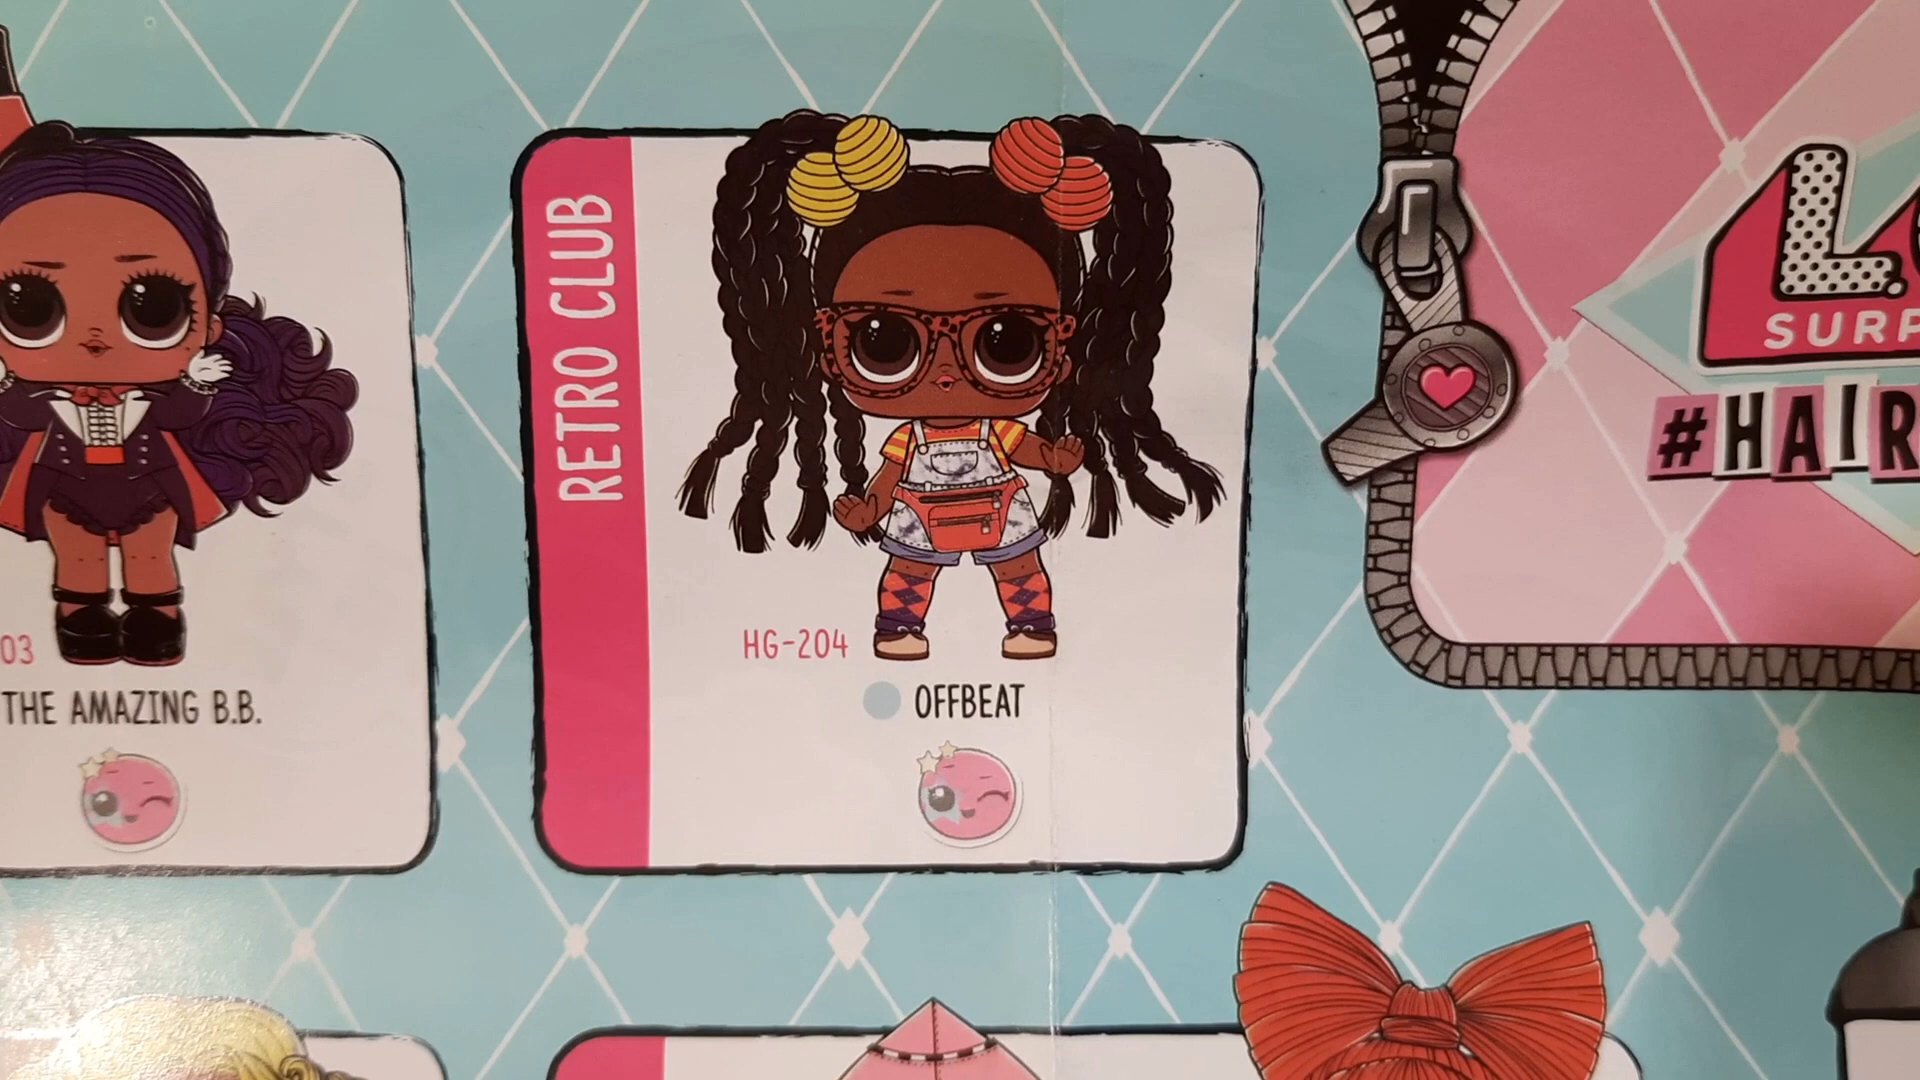 RETRO CLUB
HG-204
OFFBEAT
03
THE AMAZING B.B.
L.
SURP
#HAIR